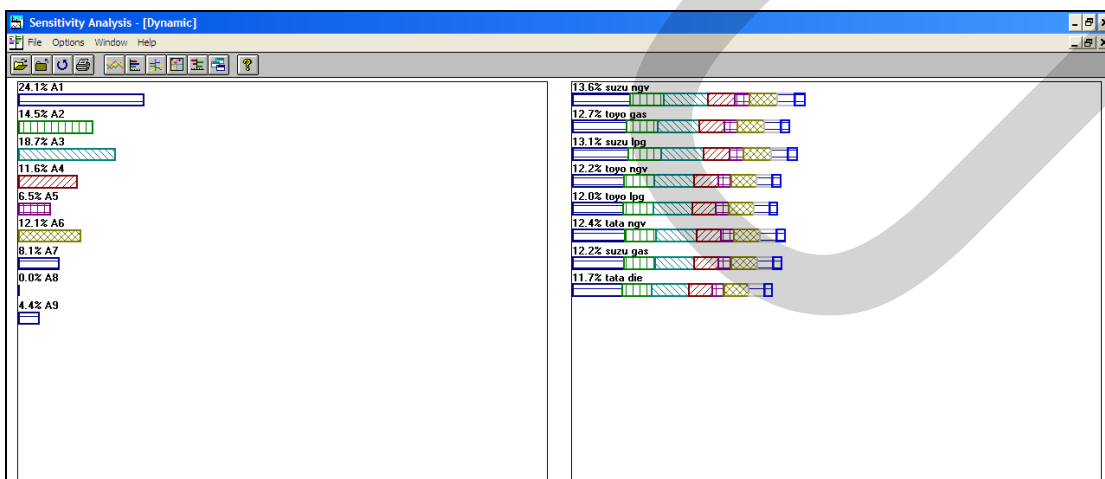 Sensitivity Analysis - [Dynamic]
File Options Window Help
24.1% A1
14.5% A2
18.7% A3
11.6% A4
6.5% A5
12.1% A6
8.1% A7
0.0% A8
4.4% A9
13.6% suzu ngv
12.7% toyo gas
13.1% suzu lpg
12.2% toyo ngv
12.0% toyo lpg
12.4% tata ngv
12.2% suzu gas
11.7% tata die